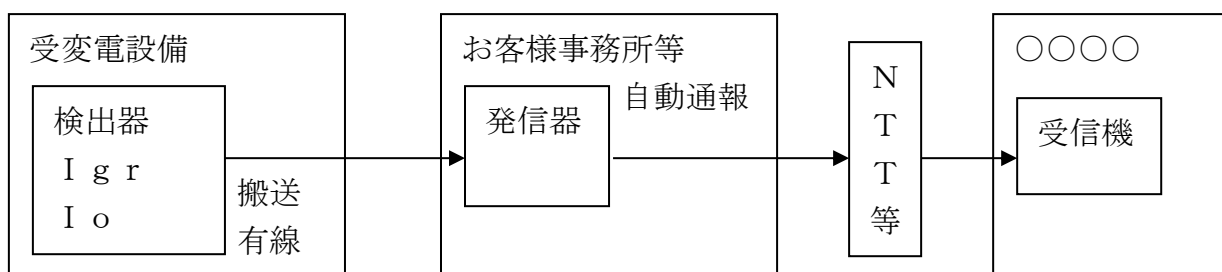 受変電設備
検出器
Ｉｇｒ
Ｉｏ
搬送
有線
お客様事務所等
発信器
自動通報
Ｎ
Ｔ
Ｔ
等
○○○○
受信機